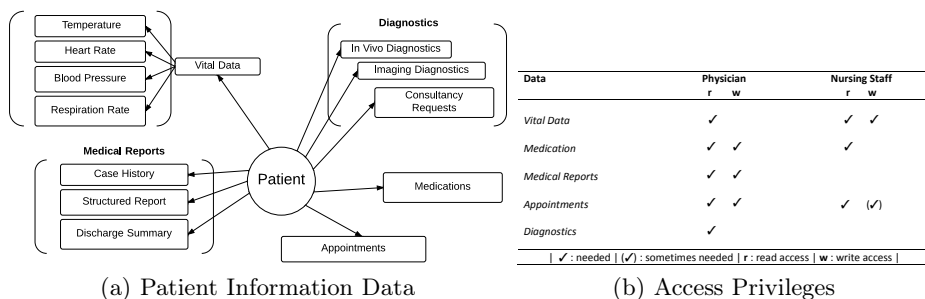 Temperature
Heart Rate
Blood Pressure
Respiration Rate
Vital Data
Diagnostics
In Vivo Diagnostics
Imaging Diagnostics
Consultancy
Requests
Medical Reports
Case History
Structured Report
Discharge Summary
Patient
Medications
Appointments
(a) Patient Information Data
Data Physician Nursing Staff
r w r w
Vital Data ✓ ✓ ✓
Medication ✓ ✓ ✓
Medical Reports ✓ ✓
Appointments ✓ ✓ ✓ (✓)
Diagnostics ✓
| ✓ : needed | (✓) : sometimes needed | r : read access | w : write access |
(b) Access Privileges